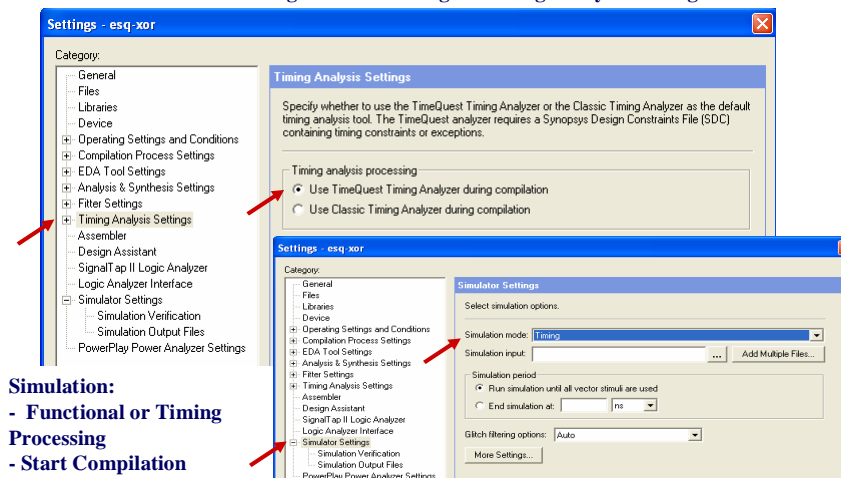 Settings - esq-xor
Category:
General
Files
Libraries
Device
Operating Settings and Conditions
Compilation Process Settings
EDA Tool Settings
Analysis & Synthesis Settings
Fitter Settings
Timing Analysis Settings
Assembler
Design Assistant
SignalTap II Logic Analyzer
Logic Analyzer Interface
Simulator Settings
Simulation Verification
Simulation Output Files
PowerPlay Power Analyzer Settings
Timing Analysis Settings
Specify whether to use the TimeQuest Timing Analyzer or the Classic Timing Analyzer as the default
timing analysis tool. The TimeQuest analyzer requires a Synopsys Design Constraints File (SDC)
containing timing constraints or exceptions.
Timing analysis processing
Use TimeQuest Timing Analyzer during compilation
Use Classic Timing Analyzer during compilation
Settings - esq-xor
Category:
General
Files
Libraries
Device
Operating Settings and Conditions
Compilation Process Settings
EDA Tool Settings
Analysis & Synthesis Settings
Fitter Settings
Timing Analysis Settings
Assembler
Design Assistant
SignalTap II Logic Analyzer
Logic Analyzer Interface
Simulator Settings
Simulation Verification
Simulation Output Files
PowerPlay Power Analyzer Settings
Simulator Settings
Select simulation options.
Simulation mode: Timing
Simulation input: ... Add Multiple Files...
Simulation period
Run simulation until all vector stimuli are used
End simulation at: ns
Glitch filtering options: Auto
More Settings...
Simulation:
- Functional or Timing
Processing
- Start Compilation